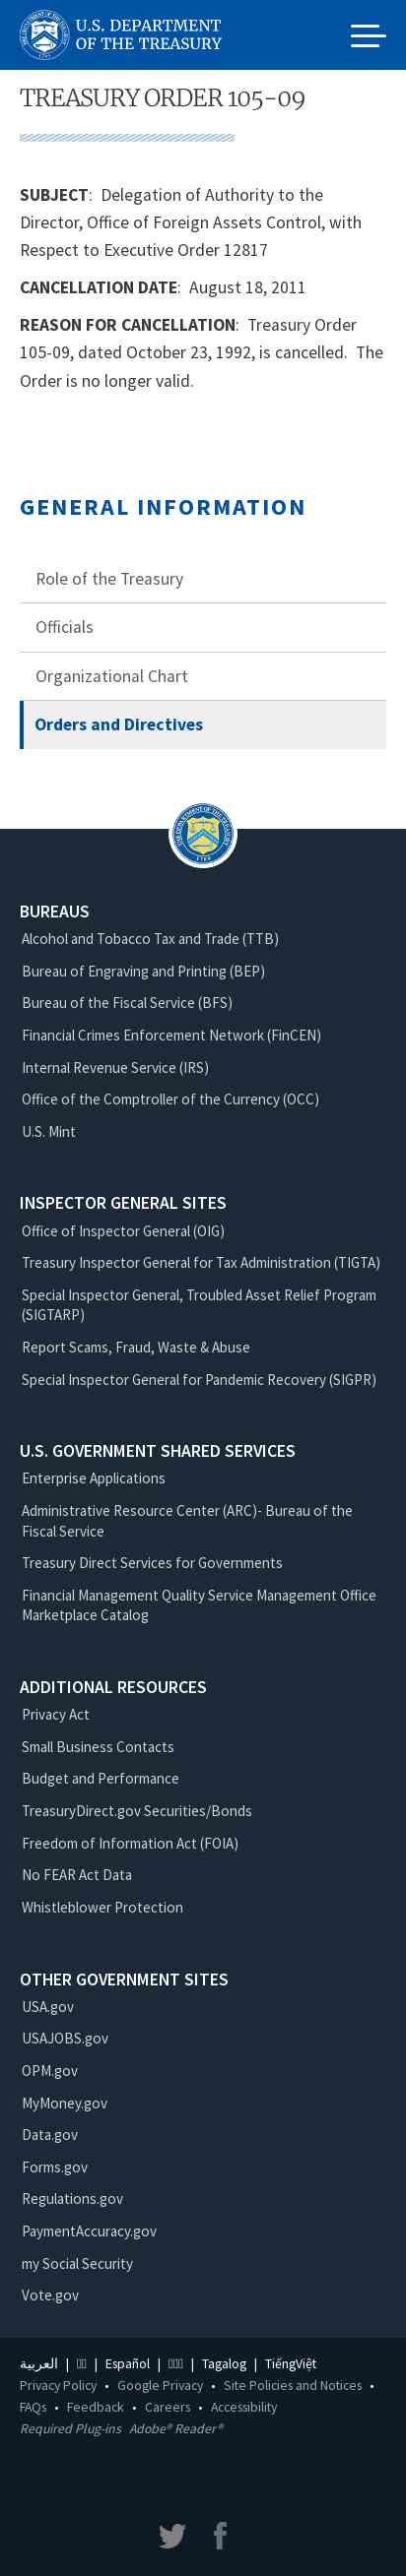 U.S. DEPARTMENT
OF THE TREASURY
TREASURY ORDER 105-09
SUBJECT:  Delegation of Authority to the
Director, Office of Foreign Assets Control, with
Respect to Executive Order 12817
CANCELLATION DATE:  August 18, 2011
REASON FOR CANCELLATION:  Treasury Order
105-09, dated October 23, 1992, is cancelled.  The
Order is no longer valid.
GENERAL INFORMATION
Role of the Treasury
Officials
Organizational Chart
Orders and Directives
BUREAUS
Alcohol and Tobacco Tax and Trade (TTB)
Bureau of Engraving and Printing (BEP)
Bureau of the Fiscal Service (BFS)
Financial Crimes Enforcement Network (FinCEN)
Internal Revenue Service (IRS)
Office of the Comptroller of the Currency (OCC)
U.S. Mint
INSPECTOR GENERAL SITES
Office of Inspector General (OIG)
Treasury Inspector General for Tax Administration (TIGTA)
Special Inspector General, Troubled Asset Relief Program
(SIGTARP)
Report Scams, Fraud, Waste & Abuse
Special Inspector General for Pandemic Recovery (SIGPR)
U.S. GOVERNMENT SHARED SERVICES
Enterprise Applications
Administrative Resource Center (ARC)- Bureau of the
Fiscal Service
Treasury Direct Services for Governments
Financial Management Quality Service Management Office
Marketplace Catalog
ADDITIONAL RESOURCES
Privacy Act
Small Business Contacts
Budget and Performance
TreasuryDirect.gov Securities/Bonds
Freedom of Information Act (FOIA)
No FEAR Act Data
Whistleblower Protection
OTHER GOVERNMENT SITES
USA.gov
USAJOBS.gov
OPM.gov
MyMoney.gov
Data.gov
Forms.gov
Regulations.gov
PaymentAccuracy.gov
my Social Security
Vote.gov
العربية | | Español | | Tagalog | TiếngViệt
Privacy Policy • Google Privacy • Site Policies and Notices •
FAQs • Feedback • Careers • Accessibility
Required Plug-ins Adobe® Reader®